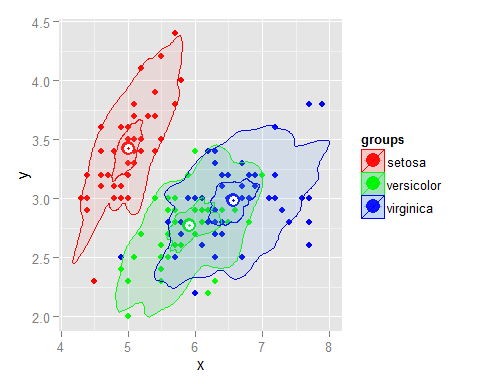 4.5
4.0
3.5
3.0
2.5
2.0
y
4 5 6 7 8
x
groups
setosa
versicolor
virginica